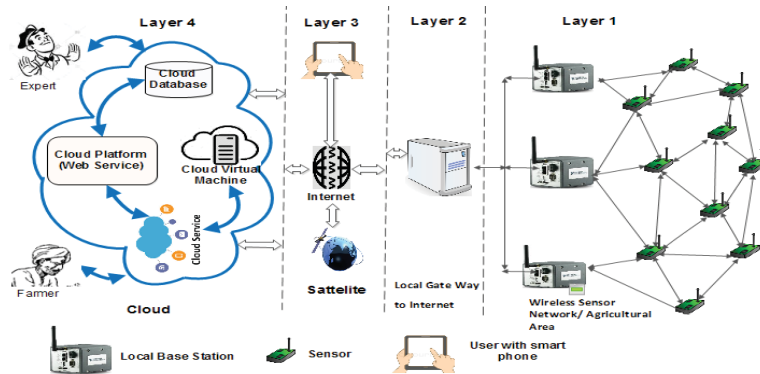 Layer 4
Layer 3
Layer 2
Layer 1
Expert
Cloud
Database
Cloud Platform
(Web Service)
Cloud Virtual
Machine
Cloud Service
Farmer
Cloud
Internet
Sattelite
Local Gate Way
to Internet
Wireless Sensor
Network/ Agricultural
Area
Local Base Station
Sensor
User with smart
phone